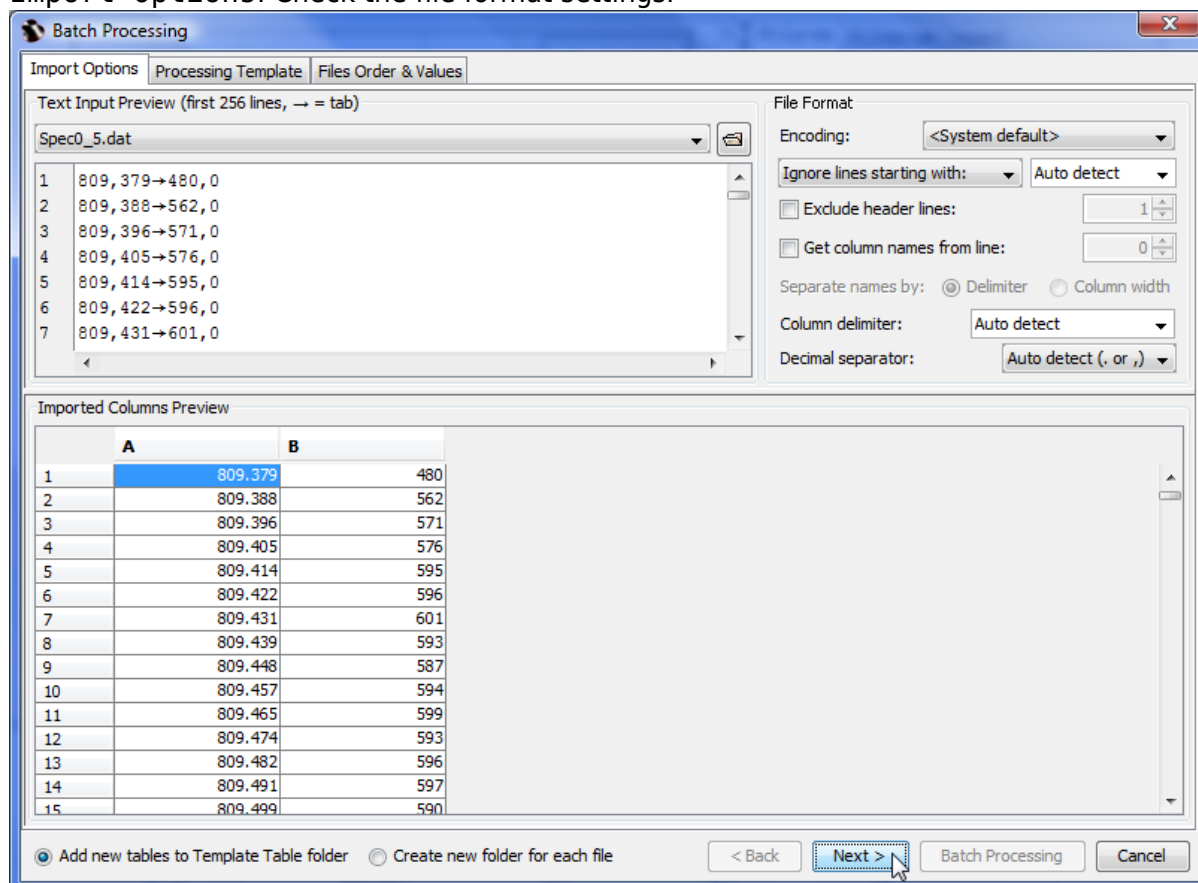 Import Options: Check the file format settings.
Batch Processing
Import Options Processing Template Files Order & Values
Text Input Preview (first 256 lines, → = tab)
Spec0_5.dat
1 809,379→480,0
2 809,388→562,0
3 809,396→571,0
4 809,405→576,0
5 809,414→595,0
6 809,422→596,0
7 809,431→601,0
File Format
Encoding: <System default>
Ignore lines starting with: Auto detect
Exclude header lines: 1
Get column names from line: 0
Separate names by: Delimiter Column width
Column delimiter: Auto detect
Decimal separator: Auto detect (. or ,)
Imported Columns Preview
A B
1 809.379 480
2 809.388 562
3 809.396 571
4 809.405 576
5 809.414 595
6 809.422 596
7 809.431 601
8 809.439 593
9 809.448 587
10 809.457 594
11 809.465 599
12 809.474 593
13 809.482 596
14 809.491 597
15 809.499 590
Add new tables to Template Table folder Create new folder for each file
< Back Next > Batch Processing Cancel